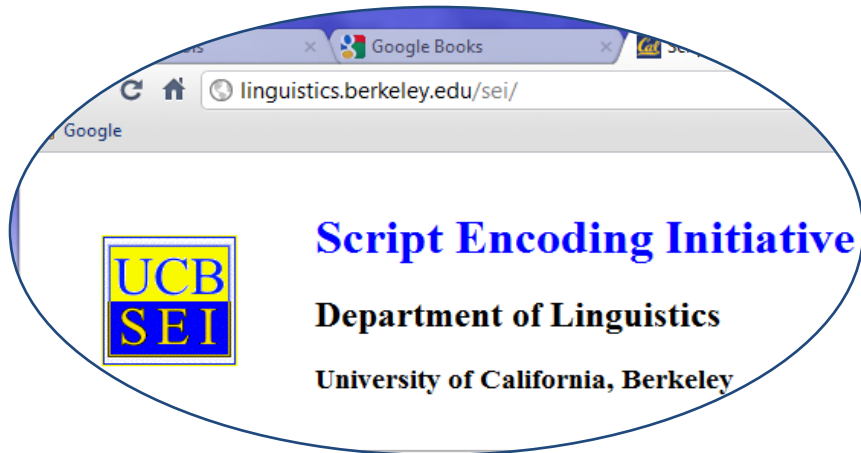 Google Books
linguistics.berkeley.edu/sei/
Google
UCB
SEI
Script Encoding Initiative
Department of Linguistics
University of California, Berkeley